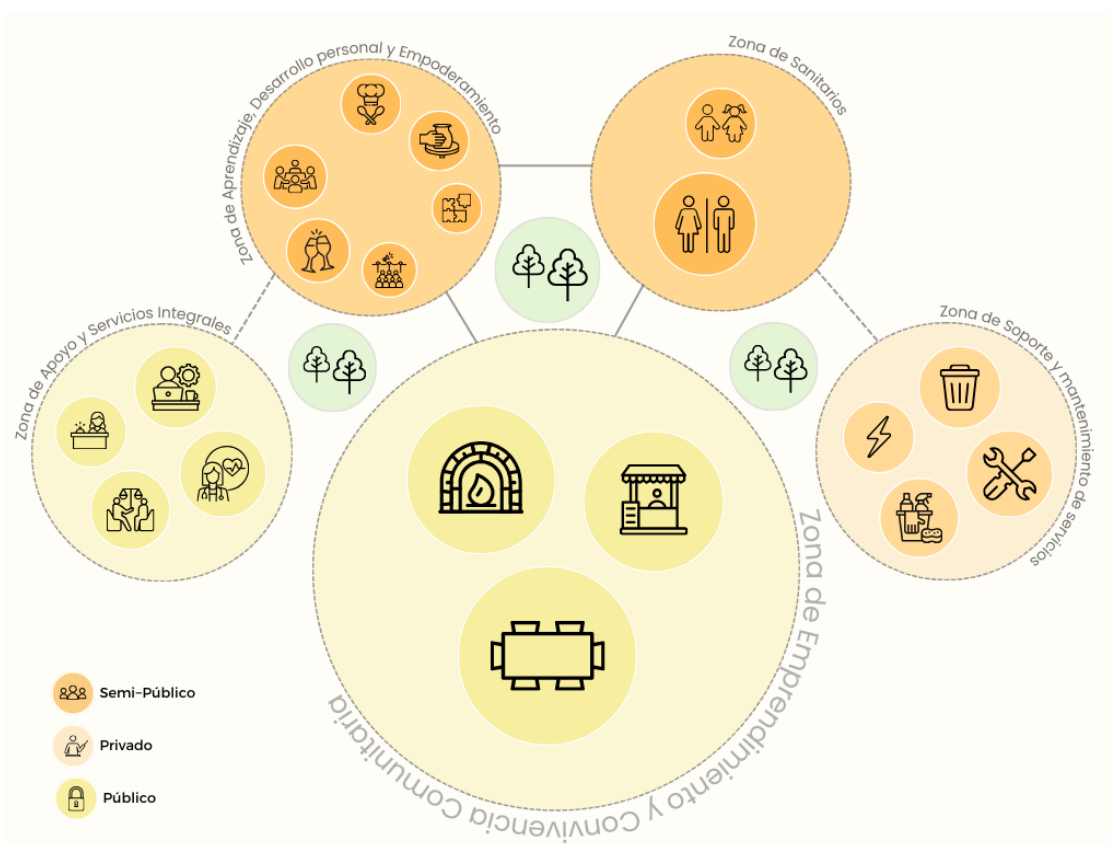 Zona de Aprendizaje, Desarrollo personal y Empoderamiento
Zona de Sanitarios
Zona de Apoyo y Servicios Integrales
Zona de Soporte y mantenimiento de servicios
Zona de Emprendimiento y Convivencia Comunitaria
Semi-Público
Privado
Público